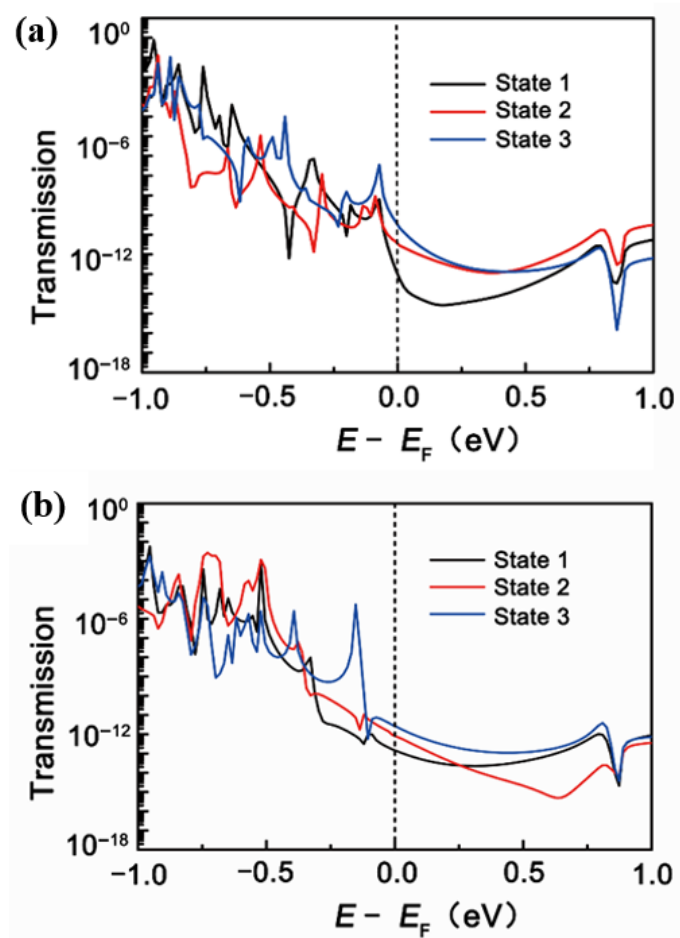 (a)
10⁰
10⁻⁶
10⁻¹²
10⁻¹⁸
Transmission
State 1
State 2
State 3
−1.0 −0.5 0.0 0.5 1.0
E − E_F (eV)
(b)
10⁰
10⁻⁶
10⁻¹²
10⁻¹⁸
Transmission
State 1
State 2
State 3
−1.0 −0.5 0.0 0.5 1.0
E − E_F (eV)